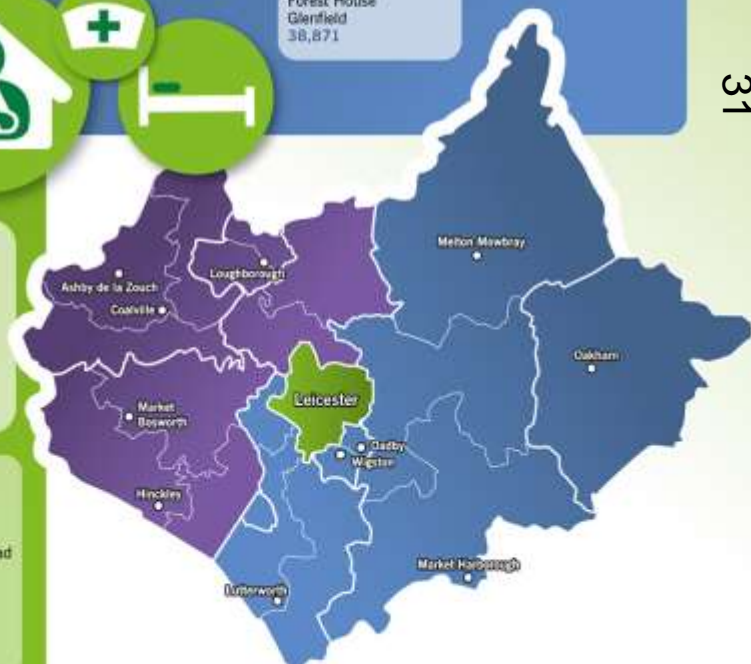 Forest House
Glenfield
38,871
31
Melton Mowbray
Loughborough
Ashby de la Zouch
Coalville
Oakham
Leicester
Market
Bosworth
Oadby
Wigston
Hinckley
Market Harborough
Lutterworth